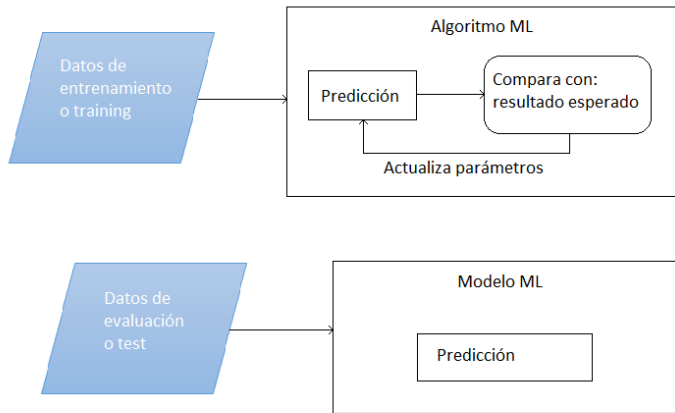 Algoritmo ML
Datos de
entrenamiento
o training
Predicción
Compara con:
resultado esperado
Actualiza parámetros
Modelo ML
Datos de
evaluación
o test
Predicción